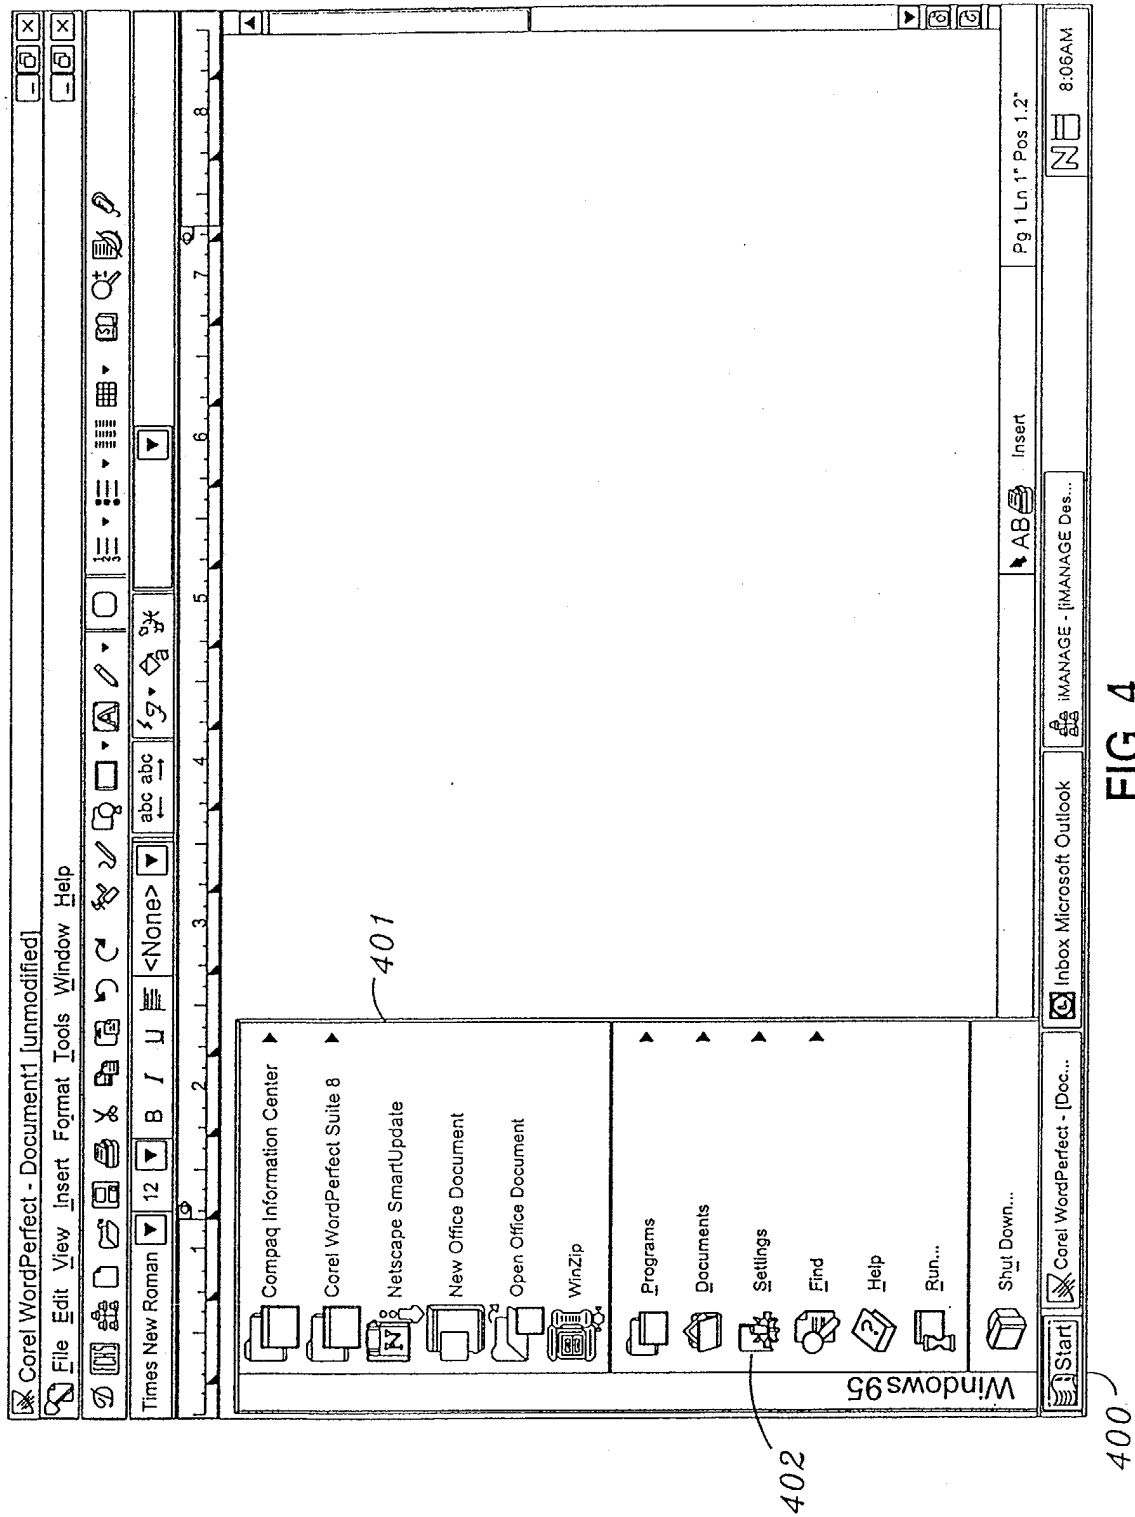 Corel WordPerfect - Document1 [unmodified]
File Edit View Insert Format Tools Window Help
Times New Roman 12 B I U <None> abc abc
1 2 3 4 5 6 7 8
Compaq Information Center
Corel WordPerfect Suite 8
Netscape SmartUpdate
New Office Document
Open Office Document
WinZip
Programs
Documents
Settings
Find
Help
Run...
Shut Down...
Windows95
401
402
AB Insert Pg 1 Ln 1" Pos 1.2"
Start Corel WordPerfect - [Doc... Inbox Microsoft Outlook iMANAGE - [iMANAGE Des... 8:06AM
400
FIG. 4